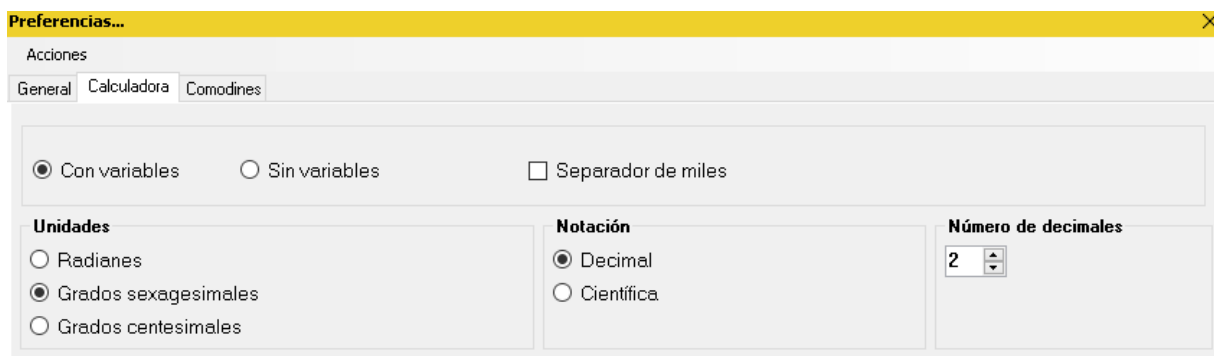 Preferencias...
Acciones
General Calculadora Comodines
Con variables Sin variables Separador de miles
Unidades Notación Número de decimales
Radianes Decimal 2
Grados sexagesimales Científica
Grados centesimales